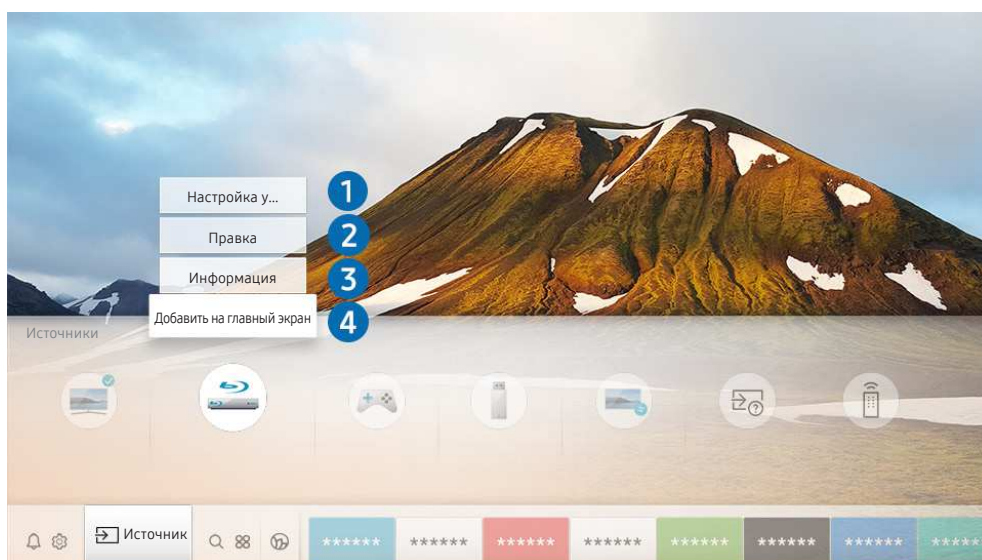 Настройка у...
1
Правка
2
Информация
3
Добавить на главный экран
4
Источники
Источник
****** ****** ****** ****** ****** ****** ****** *****